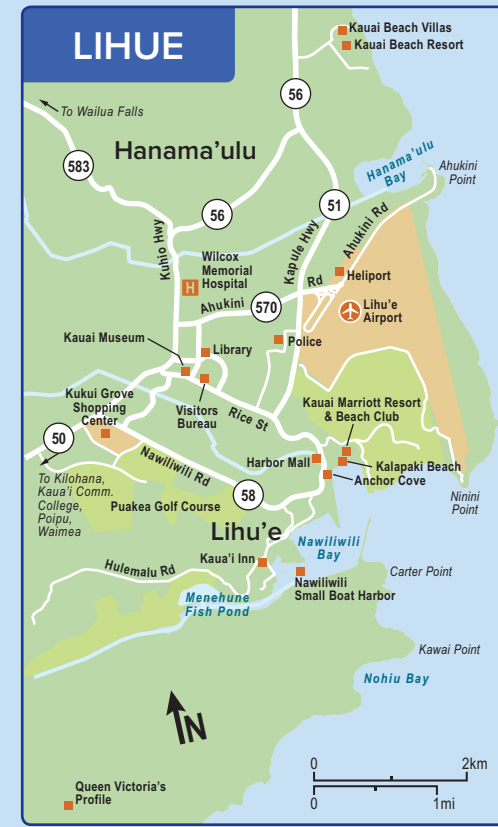 LIHUE
Kauai Beach Villas
Kauai Beach Resort
56
To Wailua Falls
Hanama'ulu
583
Hanama'ulu
Bay
Ahukini
Point
56
51
Kuhio Hwy
Kapule Hwy
Ahukini Rd
Wilcox
Memorial
Hospital
H
Heliport
Ahukini
570
Rd
Lihu'e
Airport
Kauai Museum
Library
Police
Kukui Grove
Shopping
Center
Visitors
Bureau
Rice St
Kauai Marriott Resort
& Beach Club
50
Nawiliwili Rd
Harbor Mall
Kalapaki Beach
Anchor Cove
To Kilohana,
Kaua'i Comm.
College,
Poipu,
Waimea
58
Puakea Golf Course
Ninini
Point
Lihu'e
Nawiliwili
Bay
Kaua'i Inn
Hulemalu Rd
Carter Point
Nawiliwili
Small Boat Harbor
Menehune
Fish Pond
Kawai Point
Nohiu Bay
N
Queen Victoria's
Profile
0 2km
0 1mi